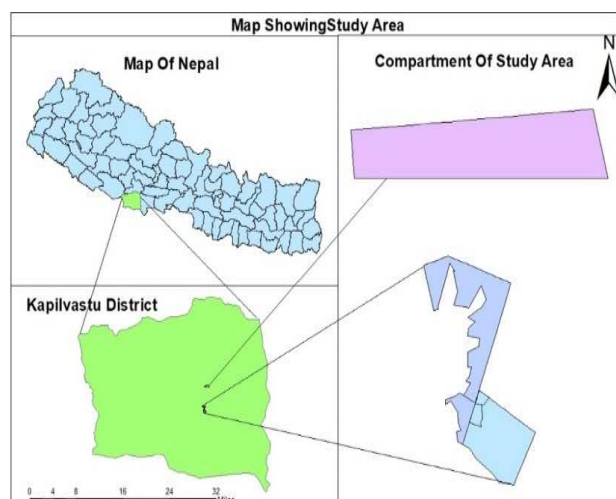 Map ShowingStudy Area
Map Of Nepal
Compartment Of Study Area
N
Kapilvastu District
0 4 8 16 24 32